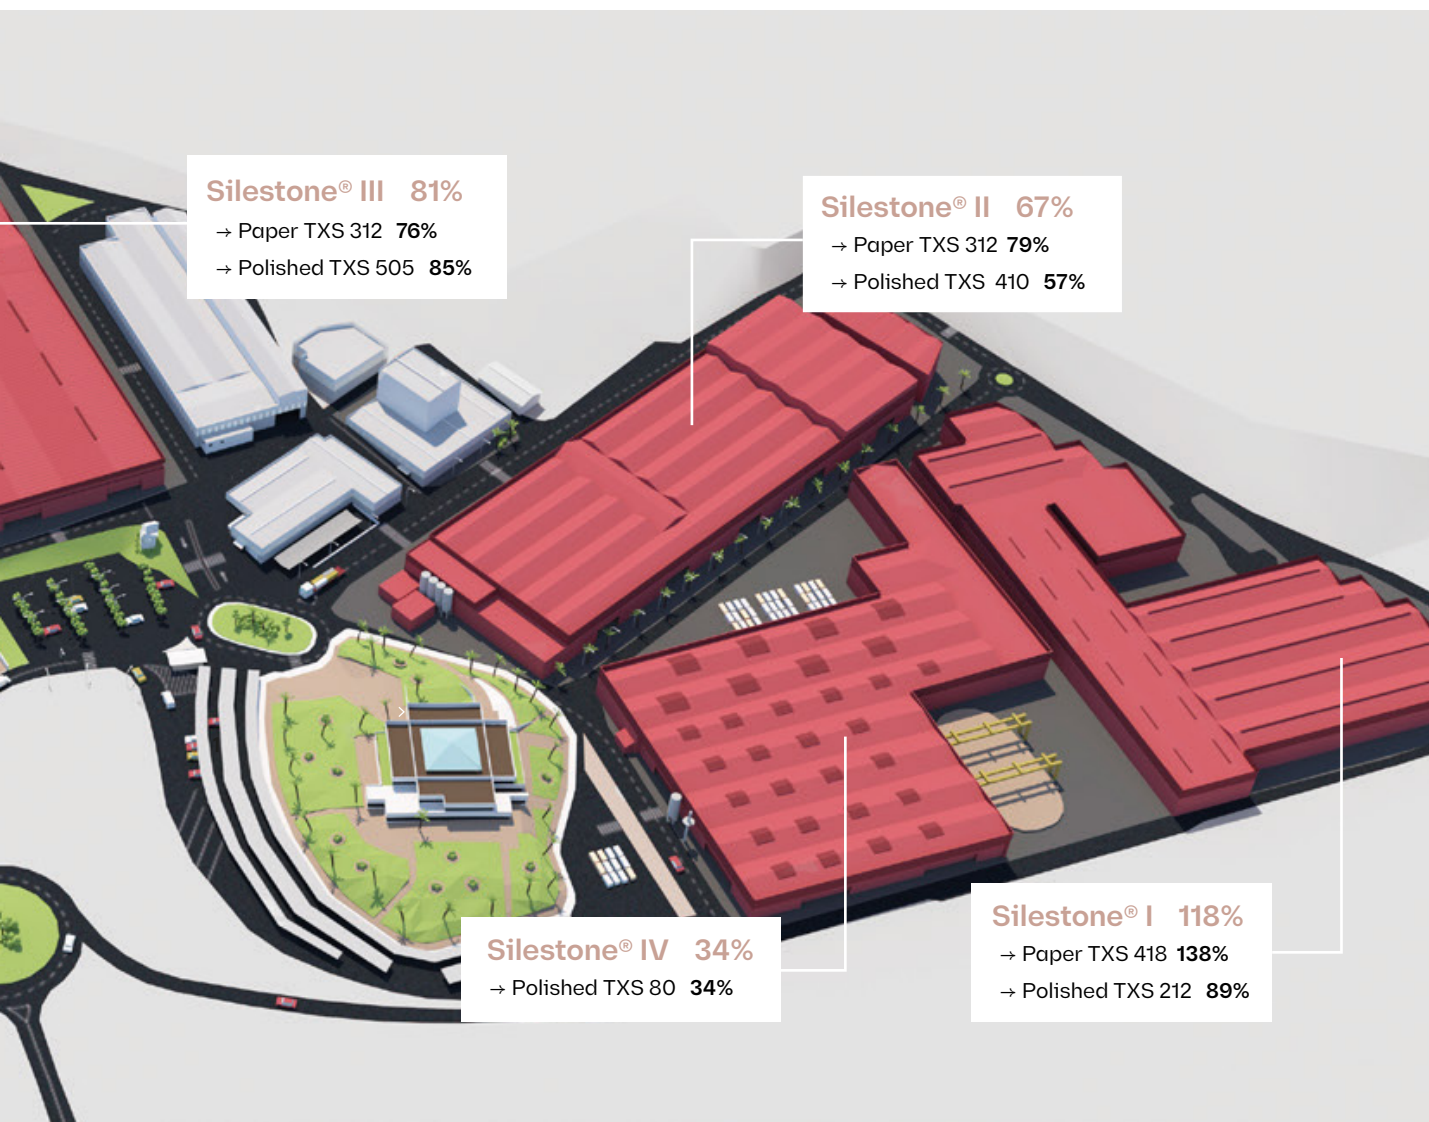 Silestone® III 81%
→ Paper TXS 312 76%
→ Polished TXS 505 85%
Silestone® II 67%
→ Paper TXS 312 79%
→ Polished TXS 410 57%
Silestone® IV 34%
→ Polished TXS 80 34%
Silestone® I 118%
→ Paper TXS 418 138%
→ Polished TXS 212 89%